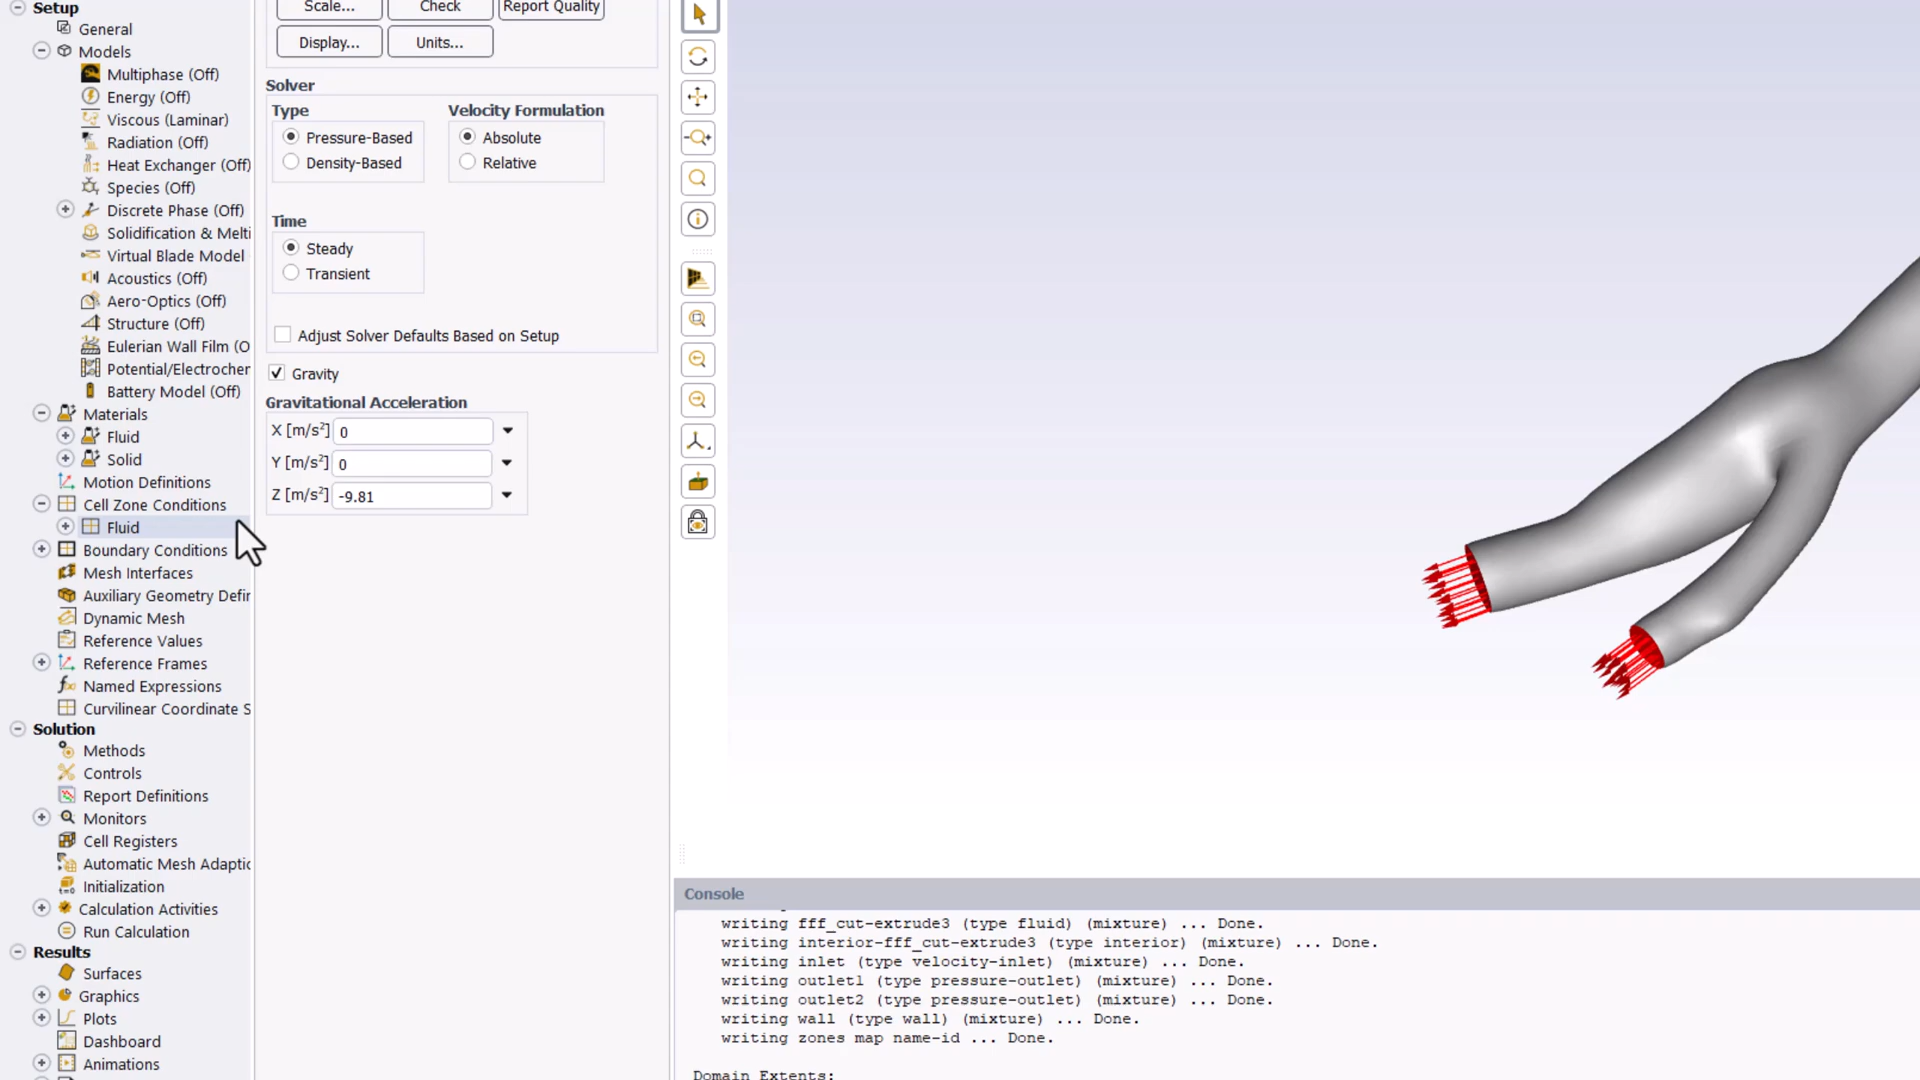 Setup
General
Models
Multiphase (Off)
Energy (Off)
Viscous (Laminar)
Radiation (Off)
Heat Exchanger (Off)
Species (Off)
Discrete Phase (Off)
Solidification & Melti
Virtual Blade Model
Acoustics (Off)
Aero-Optics (Off)
Structure (Off)
Eulerian Wall Film (O
Potential/Electrocher
Battery Model (Off)
Materials
Fluid
Solid
Motion Definitions
Cell Zone Conditions
Fluid
Boundary Conditions
Mesh Interfaces
Auxiliary Geometry Defir
Dynamic Mesh
Reference Values
Reference Frames
Named Expressions
Curvilinear Coordinate S
Solution
Methods
Controls
Report Definitions
Monitors
Cell Registers
Automatic Mesh Adaptic
Initialization
Calculation Activities
Run Calculation
Results
Surfaces
Graphics
Plots
Dashboard
Animations
Scale... Check Report Quality
Display... Units...
Solver
Type Velocity Formulation
Pressure-Based Absolute
Density-Based Relative
Time
Steady
Transient
Adjust Solver Defaults Based on Setup
Gravity
Gravitational Acceleration
X [m/s²] 0
Y [m/s²] 0
Z [m/s²] -9.81
Console
writing fff_cut-extrude3 (type fluid) (mixture) ... Done.
writing interior-fff_cut-extrude3 (type interior) (mixture) ... Done.
writing inlet (type velocity-inlet) (mixture) ... Done.
writing outlet1 (type pressure-outlet) (mixture) ... Done.
writing outlet2 (type pressure-outlet) (mixture) ... Done.
writing wall (type wall) (mixture) ... Done.
writing zones map name-id ... Done.
Domain Extents: